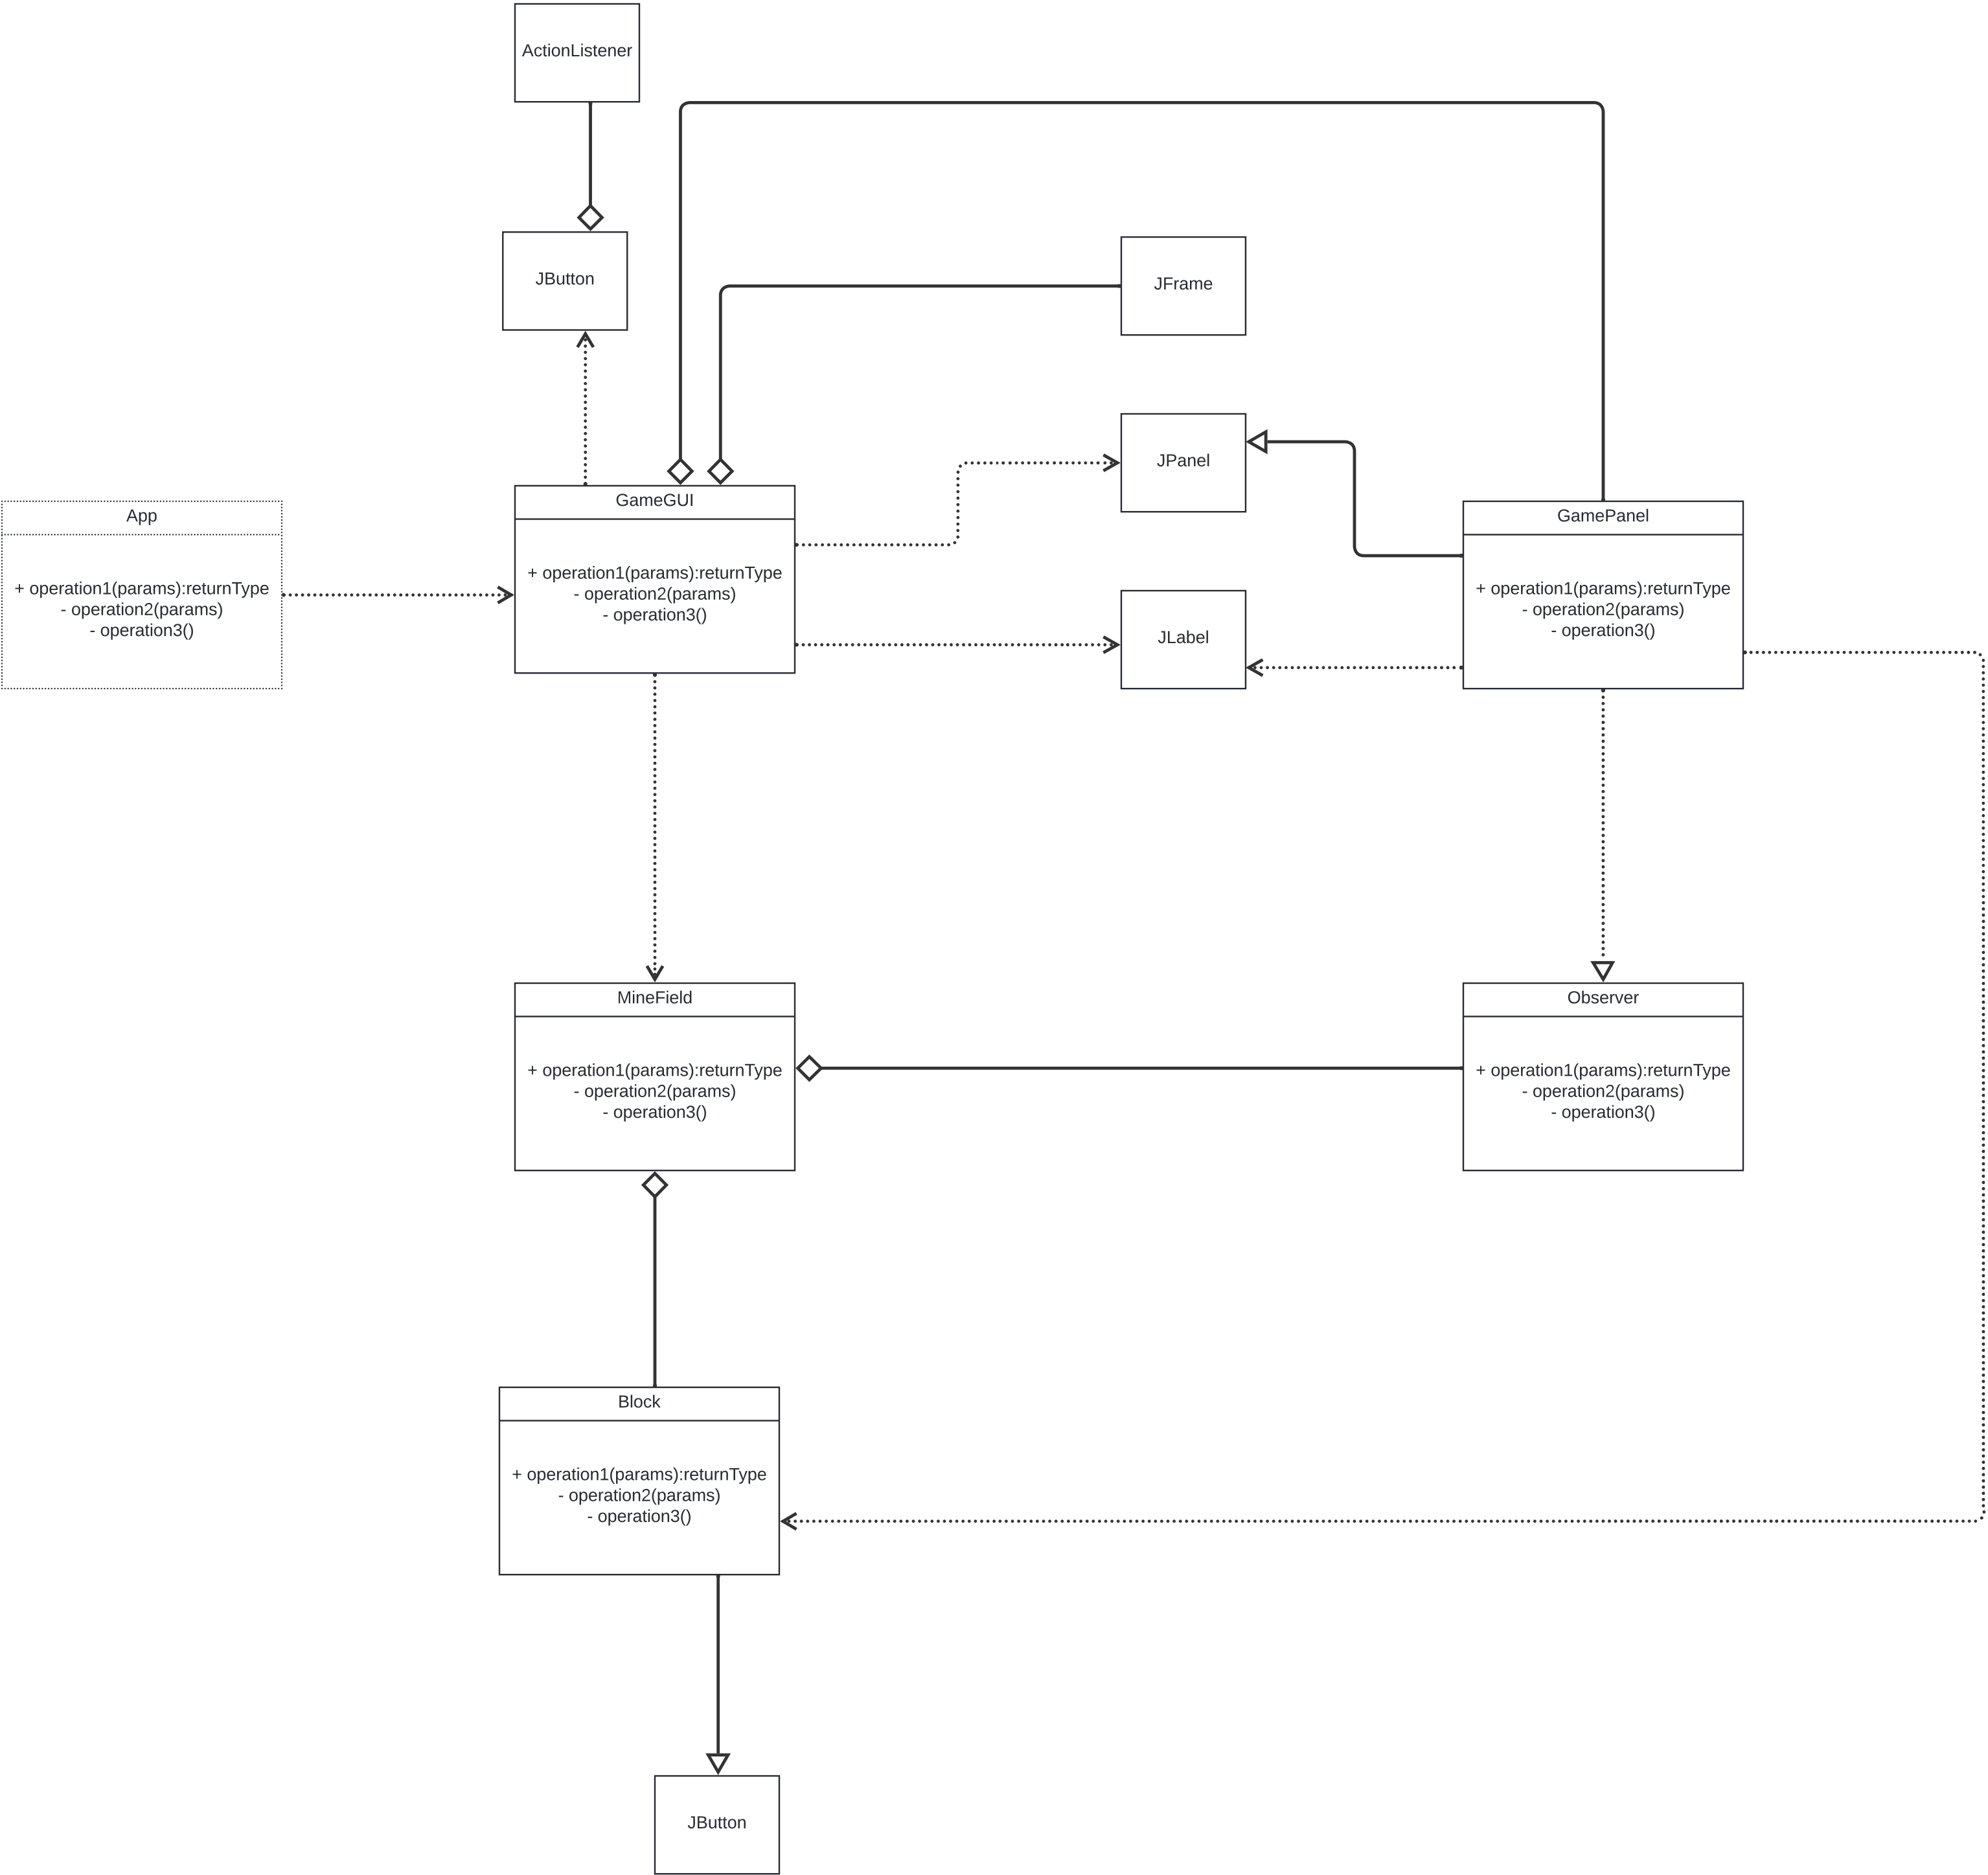 ActionListener
JButton
JFrame
JPanel
GameGUI
+ operation1(params):returnType
- operation2(params)
- operation3()
App
+ operation1(params):returnType
- operation2(params)
- operation3()
GamePanel
+ operation1(params):returnType
- operation2(params)
- operation3()
JLabel
MineField
+ operation1(params):returnType
- operation2(params)
- operation3()
Observer
+ operation1(params):returnType
- operation2(params)
- operation3()
Block
+ operation1(params):returnType
- operation2(params)
- operation3()
JButton